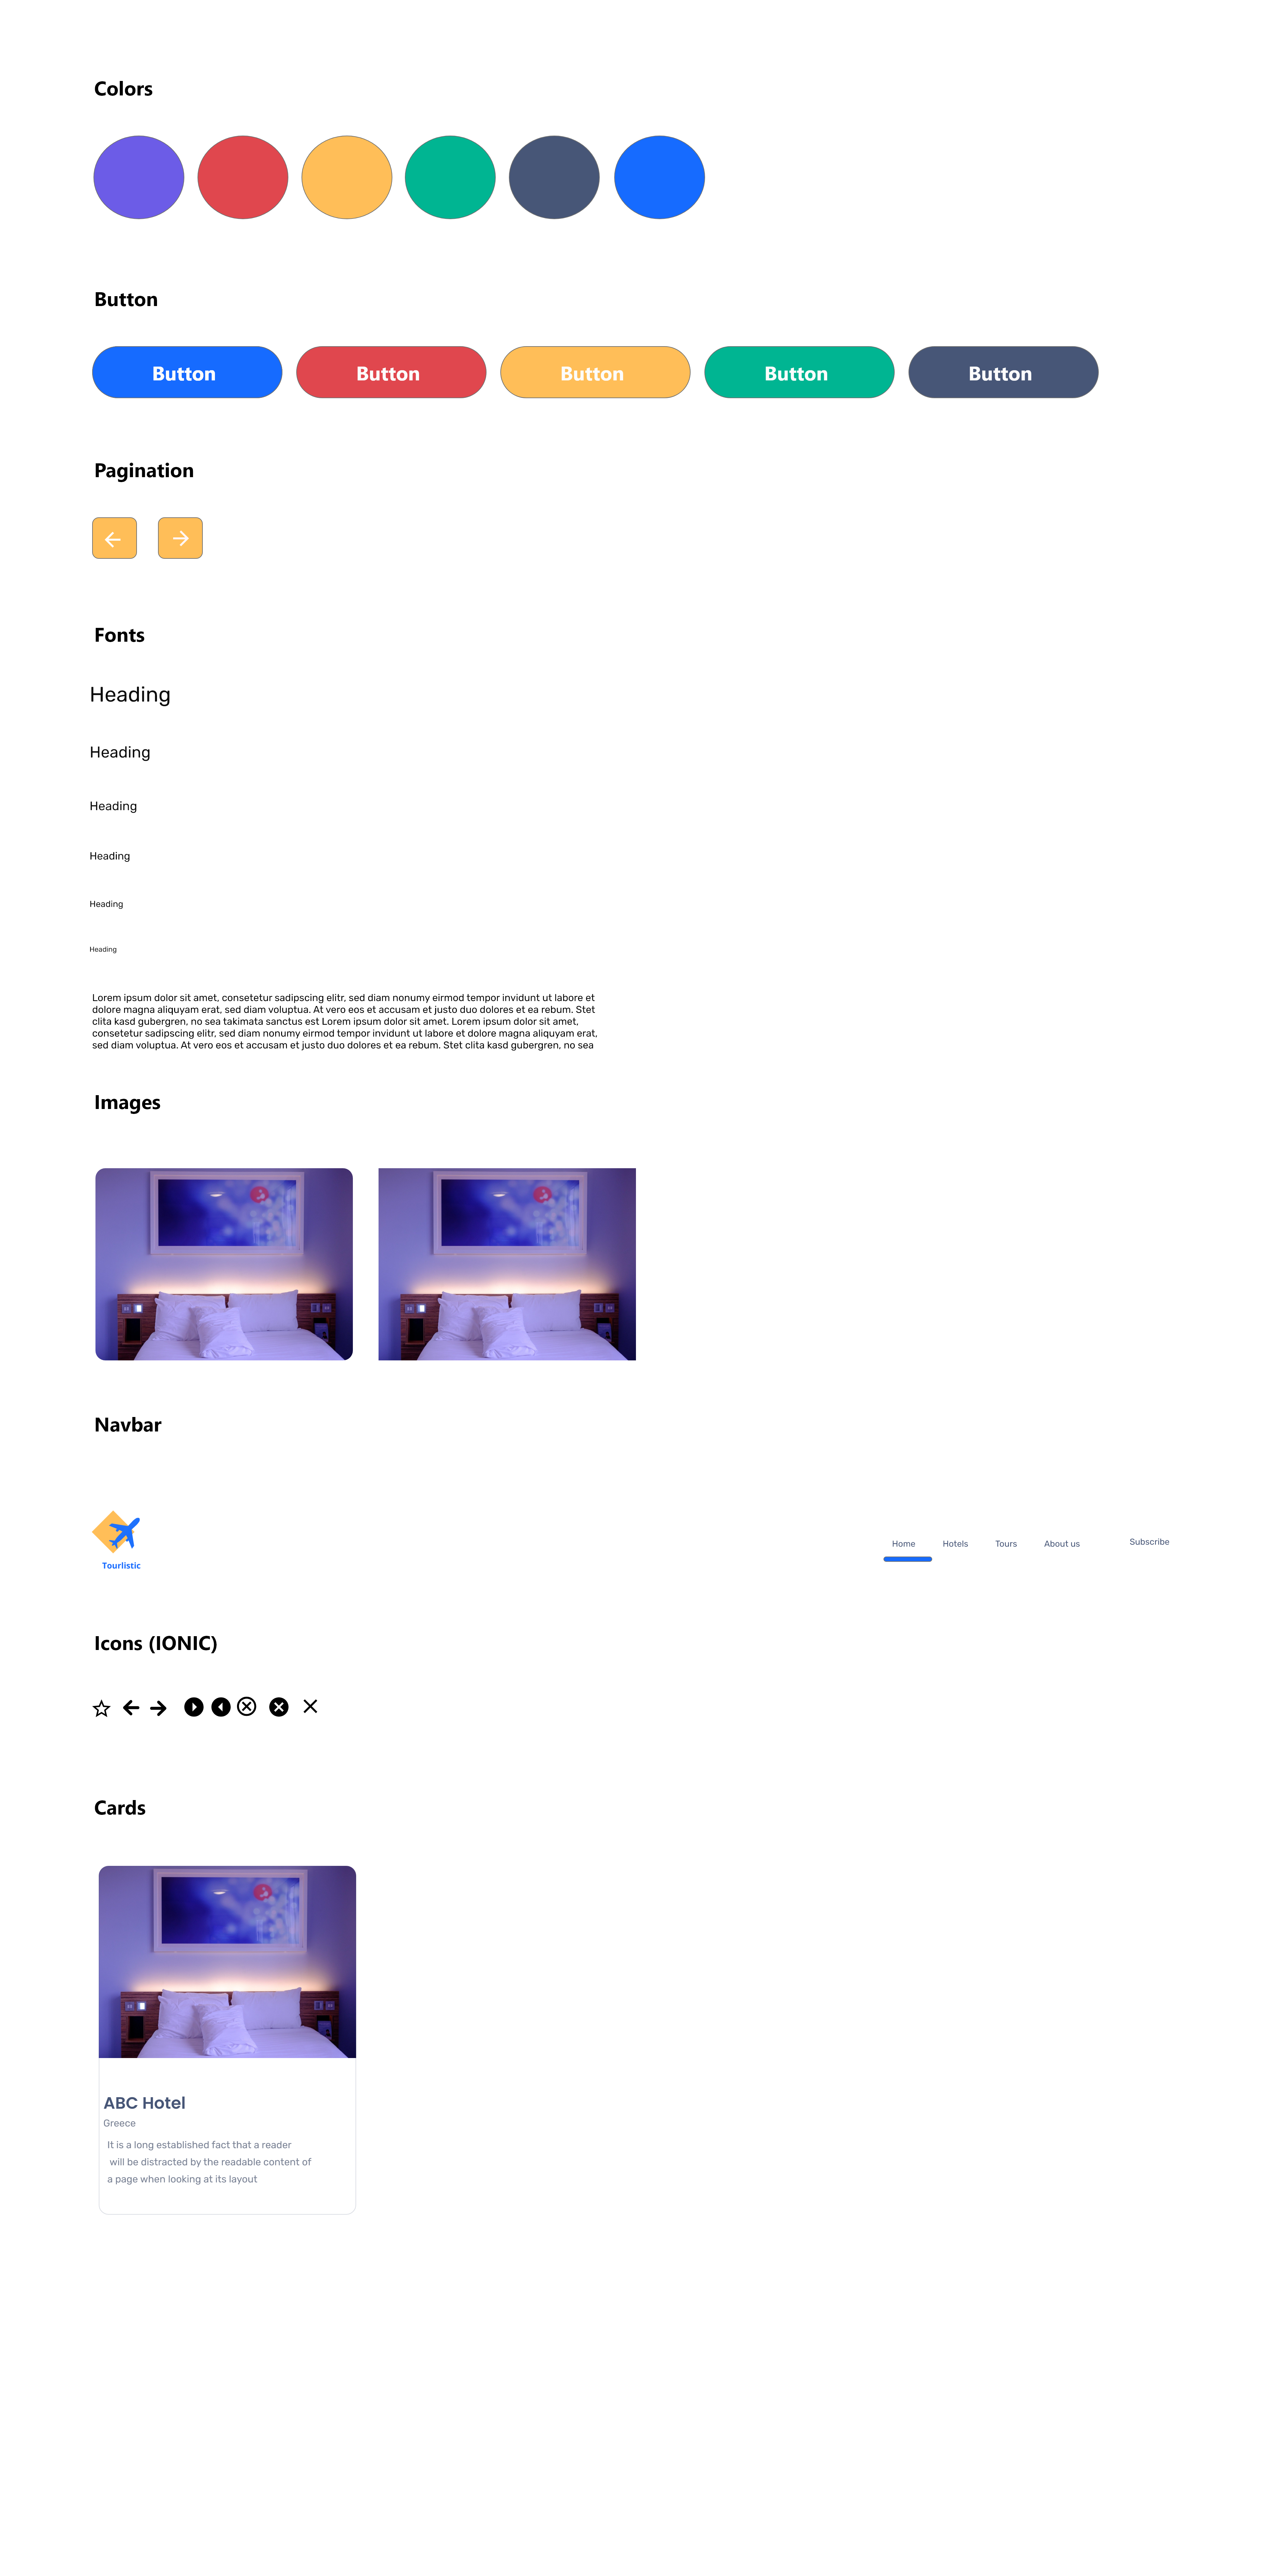 Colors
Button
Button Button Button Button Button
Pagination
Fonts
Heading
Heading
Heading
Heading
Heading
Heading
Lorem ipsum dolor sit amet, consetetur sadipscing elitr, sed diam nonumy eirmod tempor invidunt ut labore et
dolore magna aliquyam erat, sed diam voluptua. At vero eos et accusam et justo duo dolores et ea rebum. Stet
clita kasd gubergren, no sea takimata sanctus est Lorem ipsum dolor sit amet. Lorem ipsum dolor sit amet,
consetetur sadipscing elitr, sed diam nonumy eirmod tempor invidunt ut labore et dolore magna aliquyam erat,
sed diam voluptua. At vero eos et accusam et justo duo dolores et ea rebum. Stet clita kasd gubergren, no sea
Images
Navbar
Tourlistic
Home Hotels Tours About us Subscribe
Icons (IONIC)
Cards
ABC Hotel
Greece
It is a long established fact that a reader
will be distracted by the readable content of
a page when looking at its layout